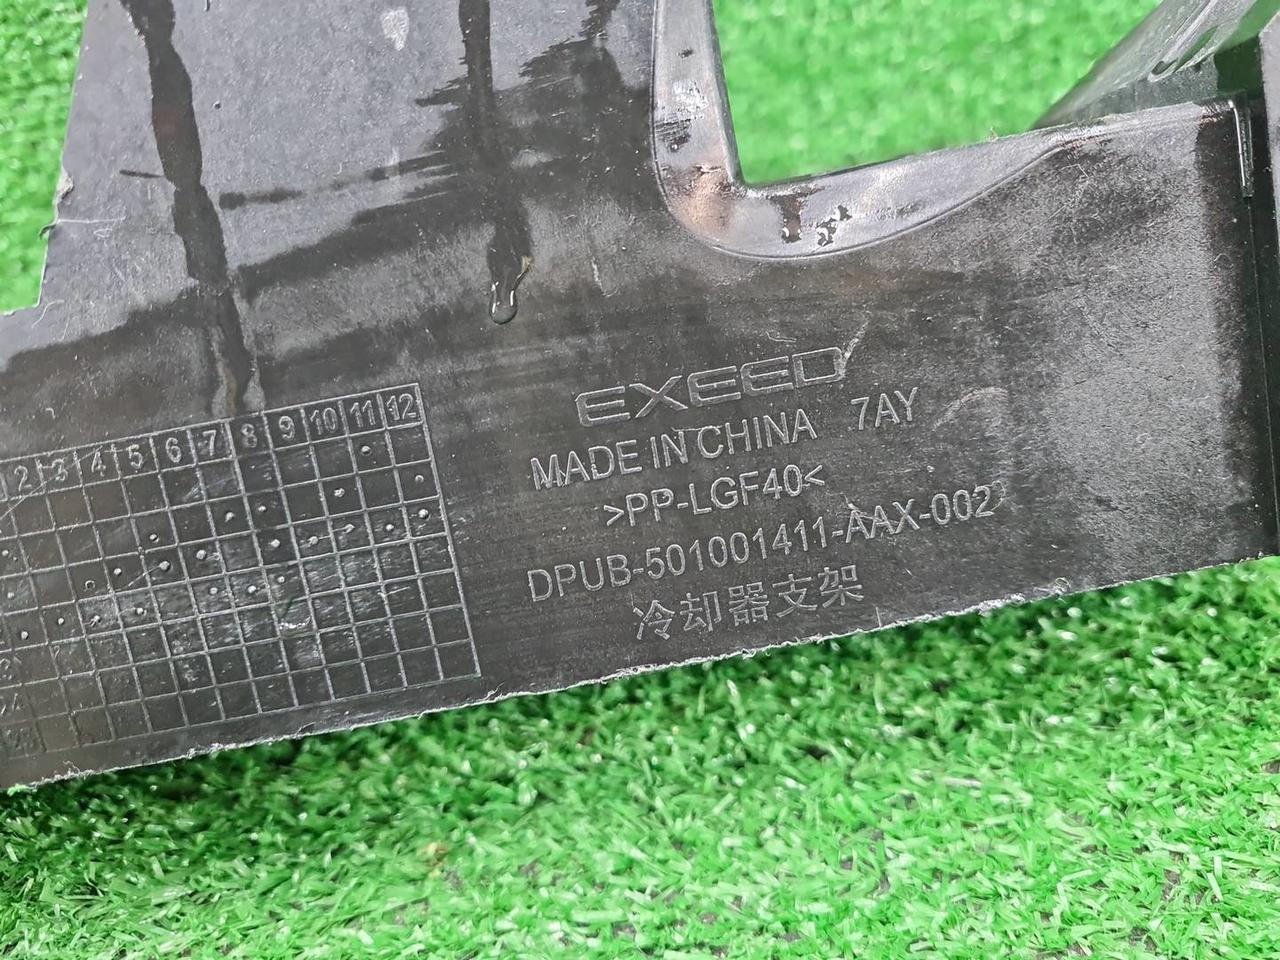 EXEED
MADE IN CHINA 7AY
>PP-LGF40<
DPUB-501001411-AAX-002
冷却器支架
2 3 4 5 6 7 8 9 10 11 12